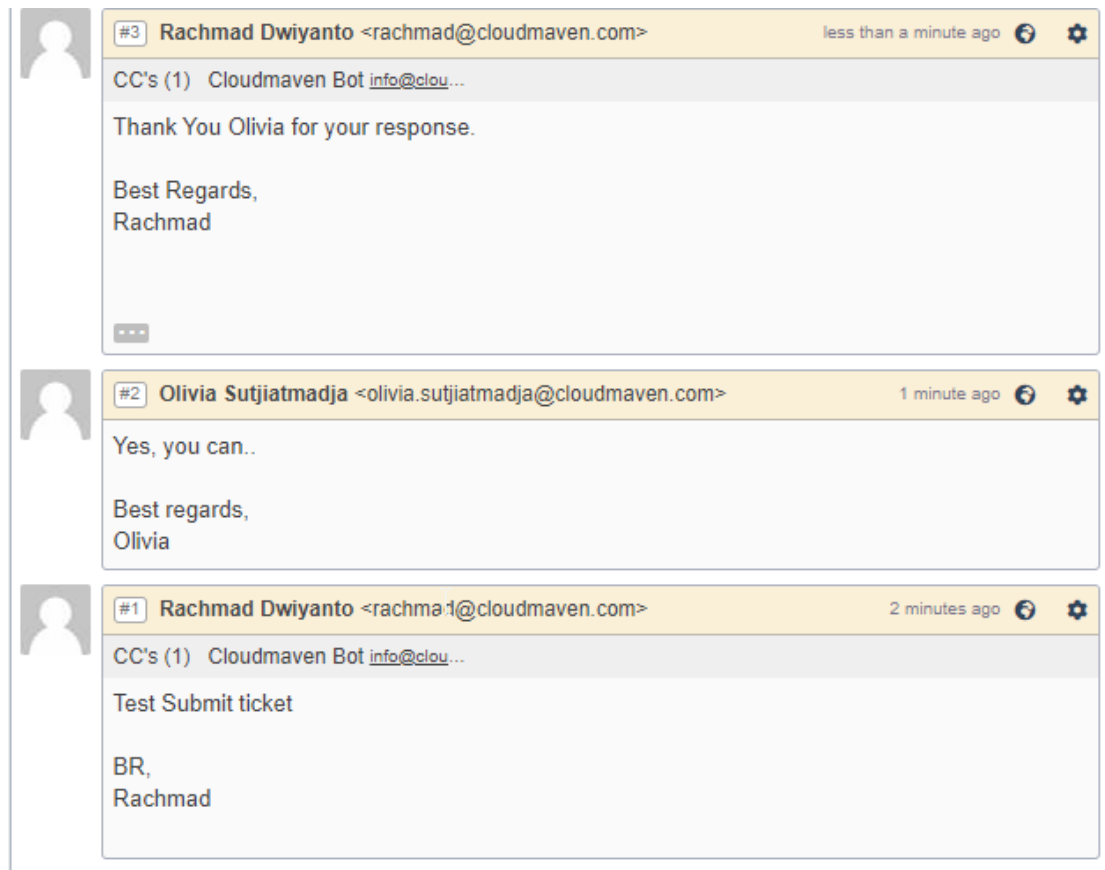 #3 Rachmad Dwiyanto <rachmad@cloudmaven.com> less than a minute ago
CC's (1) Cloudmaven Bot info@clou...
Thank You Olivia for your response.
Best Regards,
Rachmad
#2 Olivia Sutjiatmadja <olivia.sutjiatmadja@cloudmaven.com> 1 minute ago
Yes, you can..
Best regards,
Olivia
#1 Rachmad Dwiyanto <rachmad@cloudmaven.com> 2 minutes ago
CC's (1) Cloudmaven Bot info@clou...
Test Submit ticket
BR,
Rachmad